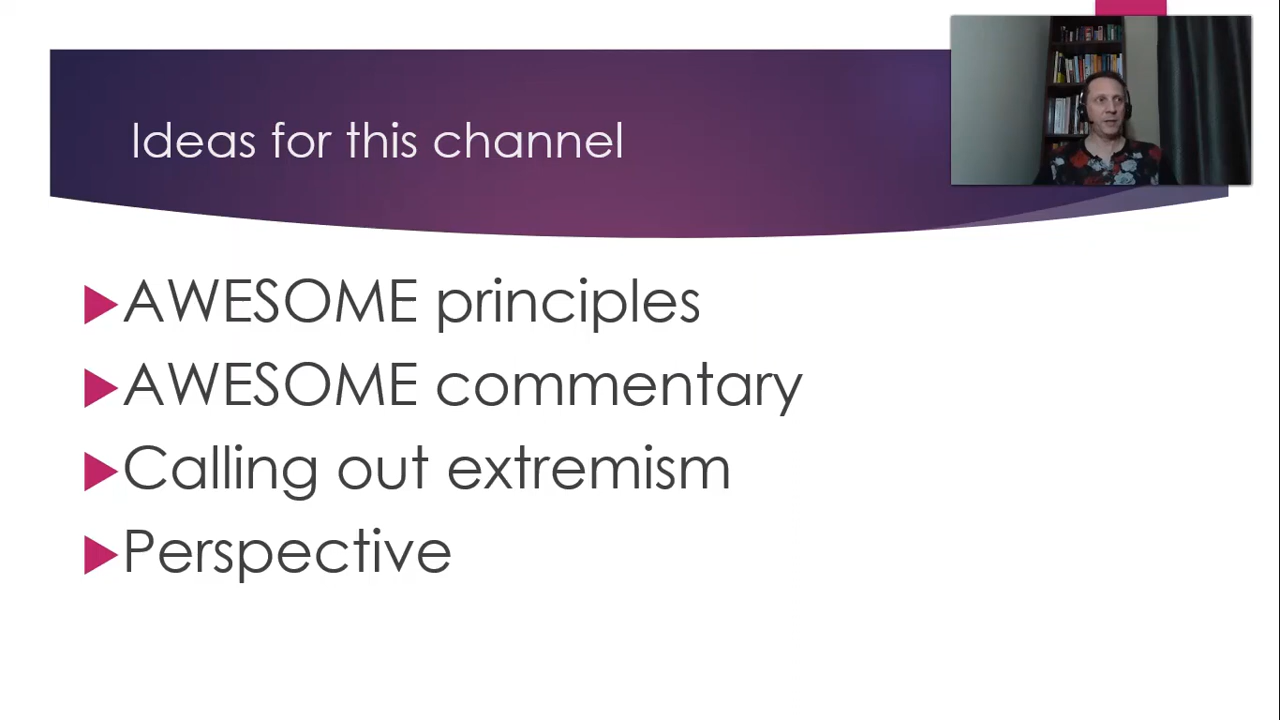 Ideas for this channel
AWESOME principles
AWESOME commentary
Calling out extremism
Perspective